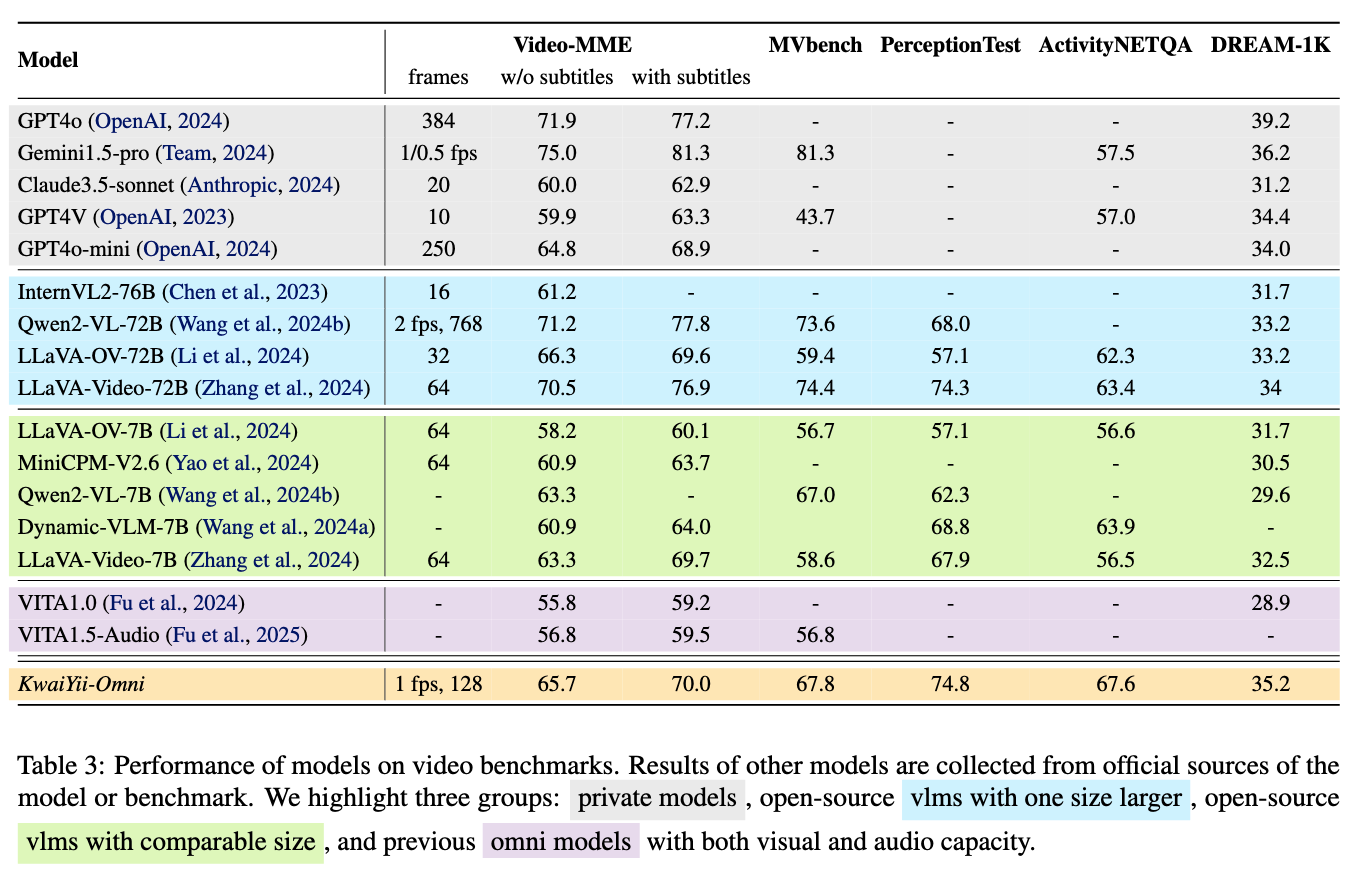 Model Video-MME MVbench PerceptionTest ActivityNETQA DREAM-1K
frames w/o subtitles with subtitles
GPT4o (OpenAI, 2024) 384 71.9 77.2 - - - 39.2
Gemini1.5-pro (Team, 2024) 1/0.5 fps 75.0 81.3 81.3 - 57.5 36.2
Claude3.5-sonnet (Anthropic, 2024) 20 60.0 62.9 - - - 31.2
GPT4V (OpenAI, 2023) 10 59.9 63.3 43.7 - 57.0 34.4
GPT4o-mini (OpenAI, 2024) 250 64.8 68.9 - - - 34.0
InternVL2-76B (Chen et al., 2023) 16 61.2 - - - - 31.7
Qwen2-VL-72B (Wang et al., 2024b) 2 fps, 768 71.2 77.8 73.6 68.0 - 33.2
LLaVA-OV-72B (Li et al., 2024) 32 66.3 69.6 59.4 57.1 62.3 33.2
LLaVA-Video-72B (Zhang et al., 2024) 64 70.5 76.9 74.4 74.3 63.4 34
LLaVA-OV-7B (Li et al., 2024) 64 58.2 60.1 56.7 57.1 56.6 31.7
MiniCPM-V2.6 (Yao et al., 2024) 64 60.9 63.7 - - - 30.5
Qwen2-VL-7B (Wang et al., 2024b) - 63.3 - 67.0 62.3 - 29.6
Dynamic-VLM-7B (Wang et al., 2024a) - 60.9 64.0 68.8 63.9 -
LLaVA-Video-7B (Zhang et al., 2024) 64 63.3 69.7 58.6 67.9 56.5 32.5
VITA1.0 (Fu et al., 2024) - 55.8 59.2 - - - 28.9
VITA1.5-Audio (Fu et al., 2025) - 56.8 59.5 56.8 - - -
KwaiYii-Omni 1 fps, 128 65.7 70.0 67.8 74.8 67.6 35.2
Table 3: Performance of models on video benchmarks. Results of other models are collected from official sources of the
model or benchmark. We highlight three groups: private models , open-source vlms with one size larger , open-source
vlms with comparable size , and previous omni models with both visual and audio capacity.